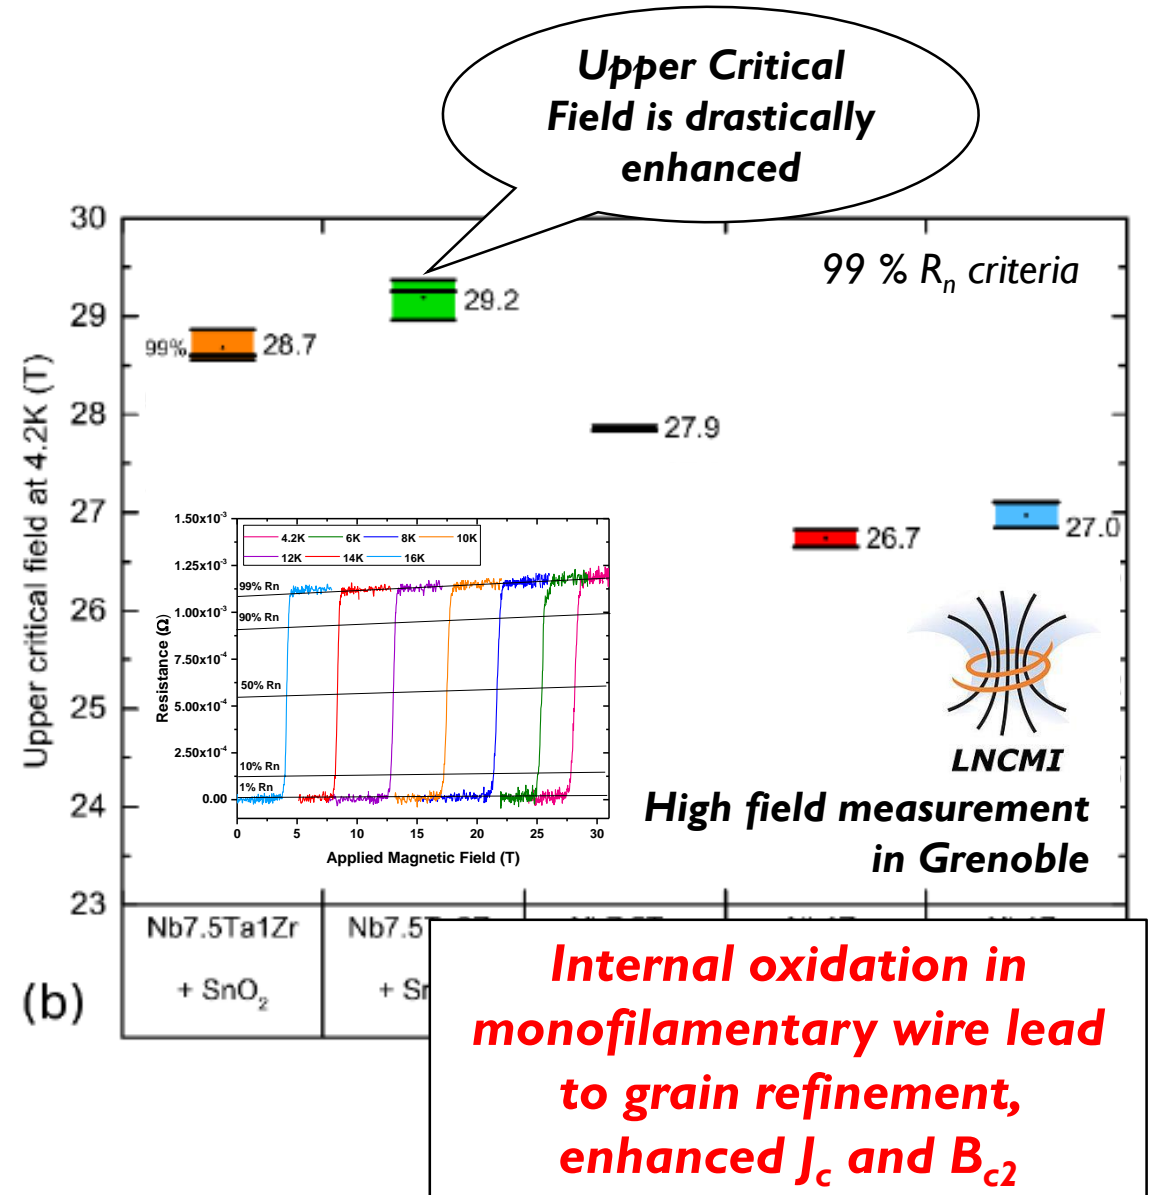 Upper Critical
Field is drastically
enhanced
99 % Rn criteria
Upper critical field at 4.2K (T)
30
29
28
27
26
25
24
23
99%
28.7
29.2
27.9
26.7
27.0
1.50x10⁻³
1.25x10⁻³
1.00x10⁻³
7.50x10⁻⁴
5.00x10⁻⁴
2.50x10⁻⁴
0.00
Resistance (Ω)
4.2K 6K 8K 10K
12K 14K 16K
99% Rn
90% Rn
50% Rn
10% Rn
1% Rn
0 5 10 15 20 25 30
Applied Magnetic Field (T)
LNCMI
High field measurement
in Grenoble
Nb7.5Ta1Zr
+ SnO₂
Nb7.5
+ 
(b)
Internal oxidation in
monofilamentary wire lead
to grain refinement,
enhanced Jc and Bc2